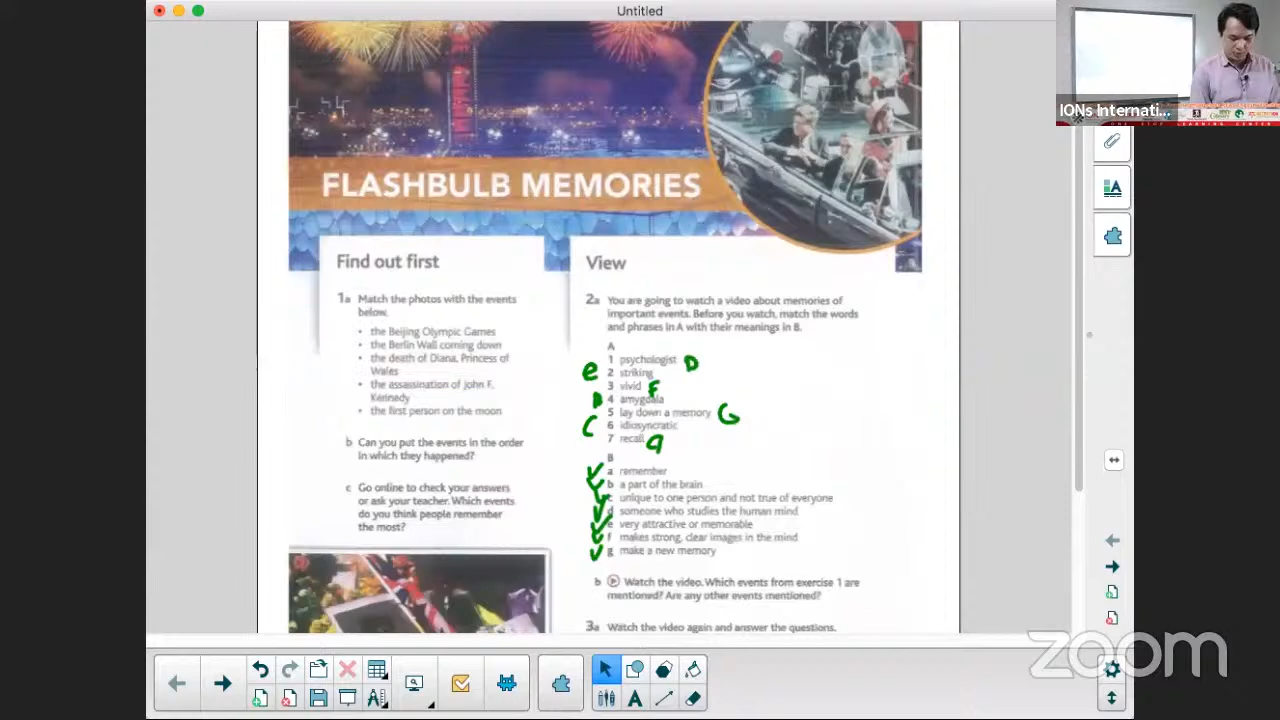 Untitled
IONs Internati...
FLASHBULB MEMORIES
Find out first
1a Match the photos with the events
below.
• the Beijing Olympic Games
• the Berlin Wall coming down
• the death of Diana, Princess of
Wales
• the assassination of john F.
Kennedy
• the first person on the moon
b Can you put the events in the order
in which they happened?
c Go online to check your answers
or ask your teacher. Which events
do you think people remember
the most?
View
2a You are going to watch a video about memories of
important events. Before you watch, match the words
and phrases in A with their meanings in B.
A
1 psychologist D
e 2 striking
3 vivid F
D 4 amygdala
5 lay down a memory G
C 6 idiosyncratic
7 recall a
B
a remember
b a part of the brain
c unique to one person and not true of everyone
d someone who studies the human mind
e very attractive or memorable
f makes strong, clear images in the mind
g make a new memory
b Watch the video. Which events from exercise 1 are
mentioned? Are any other events mentioned?
3a Watch the video again and answer the questions.
zoom